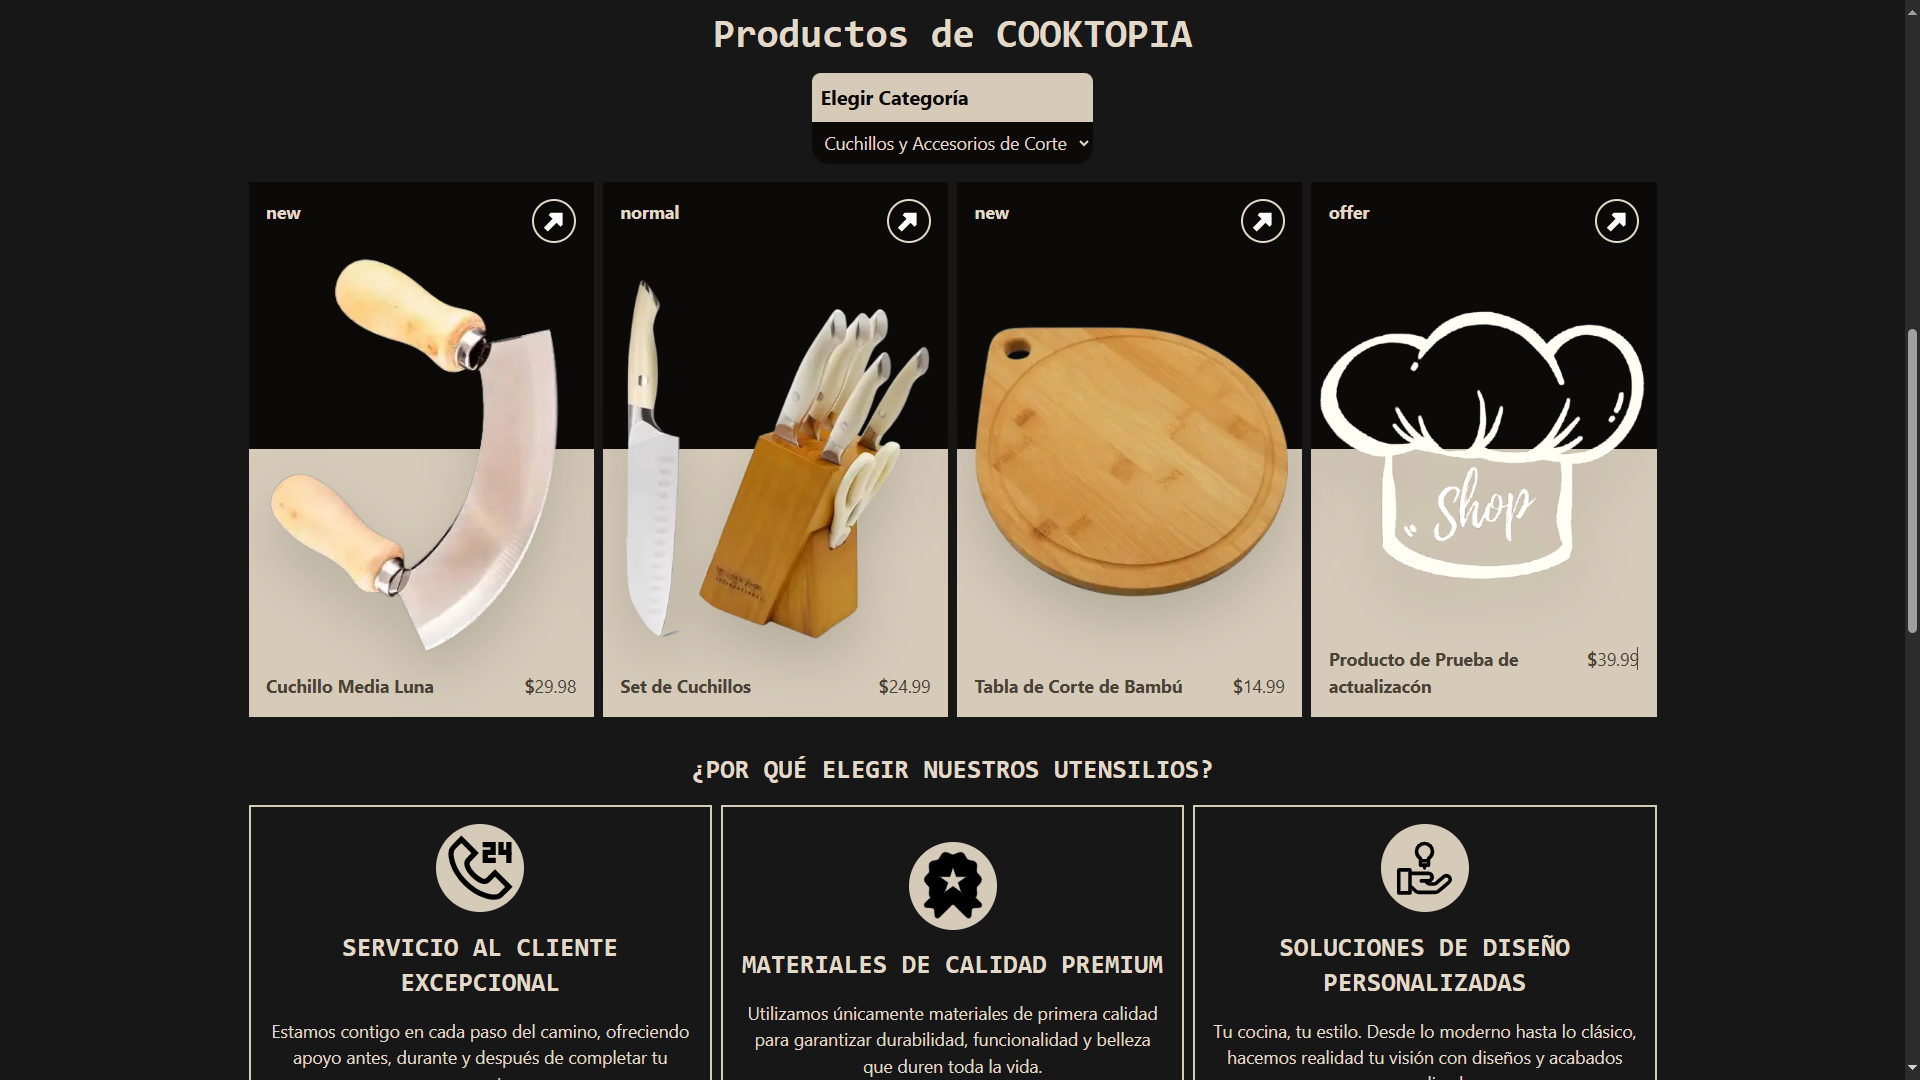 Productos de COOKTOPIA
Elegir Categoría
Cuchillos y Accesorios de Corte
new
normal
new
offer
Shop
Cuchillo Media Luna
$29.98
Set de Cuchillos
$24.99
Tabla de Corte de Bambú
$14.99
Producto de Prueba de
actualizacón
$39.99
¿POR QUÉ ELEGIR NUESTROS UTENSILIOS?
24
SERVICIO AL CLIENTE
EXCEPCIONAL
Estamos contigo en cada paso del camino, ofreciendo
apoyo antes, durante y después de completar tu
MATERIALES DE CALIDAD PREMIUM
Utilizamos únicamente materiales de primera calidad
para garantizar durabilidad, funcionalidad y belleza
que duren toda la vida.
SOLUCIONES DE DISEÑO
PERSONALIZADAS
Tu cocina, tu estilo. Desde lo moderno hasta lo clásico,
hacemos realidad tu visión con diseños y acabados